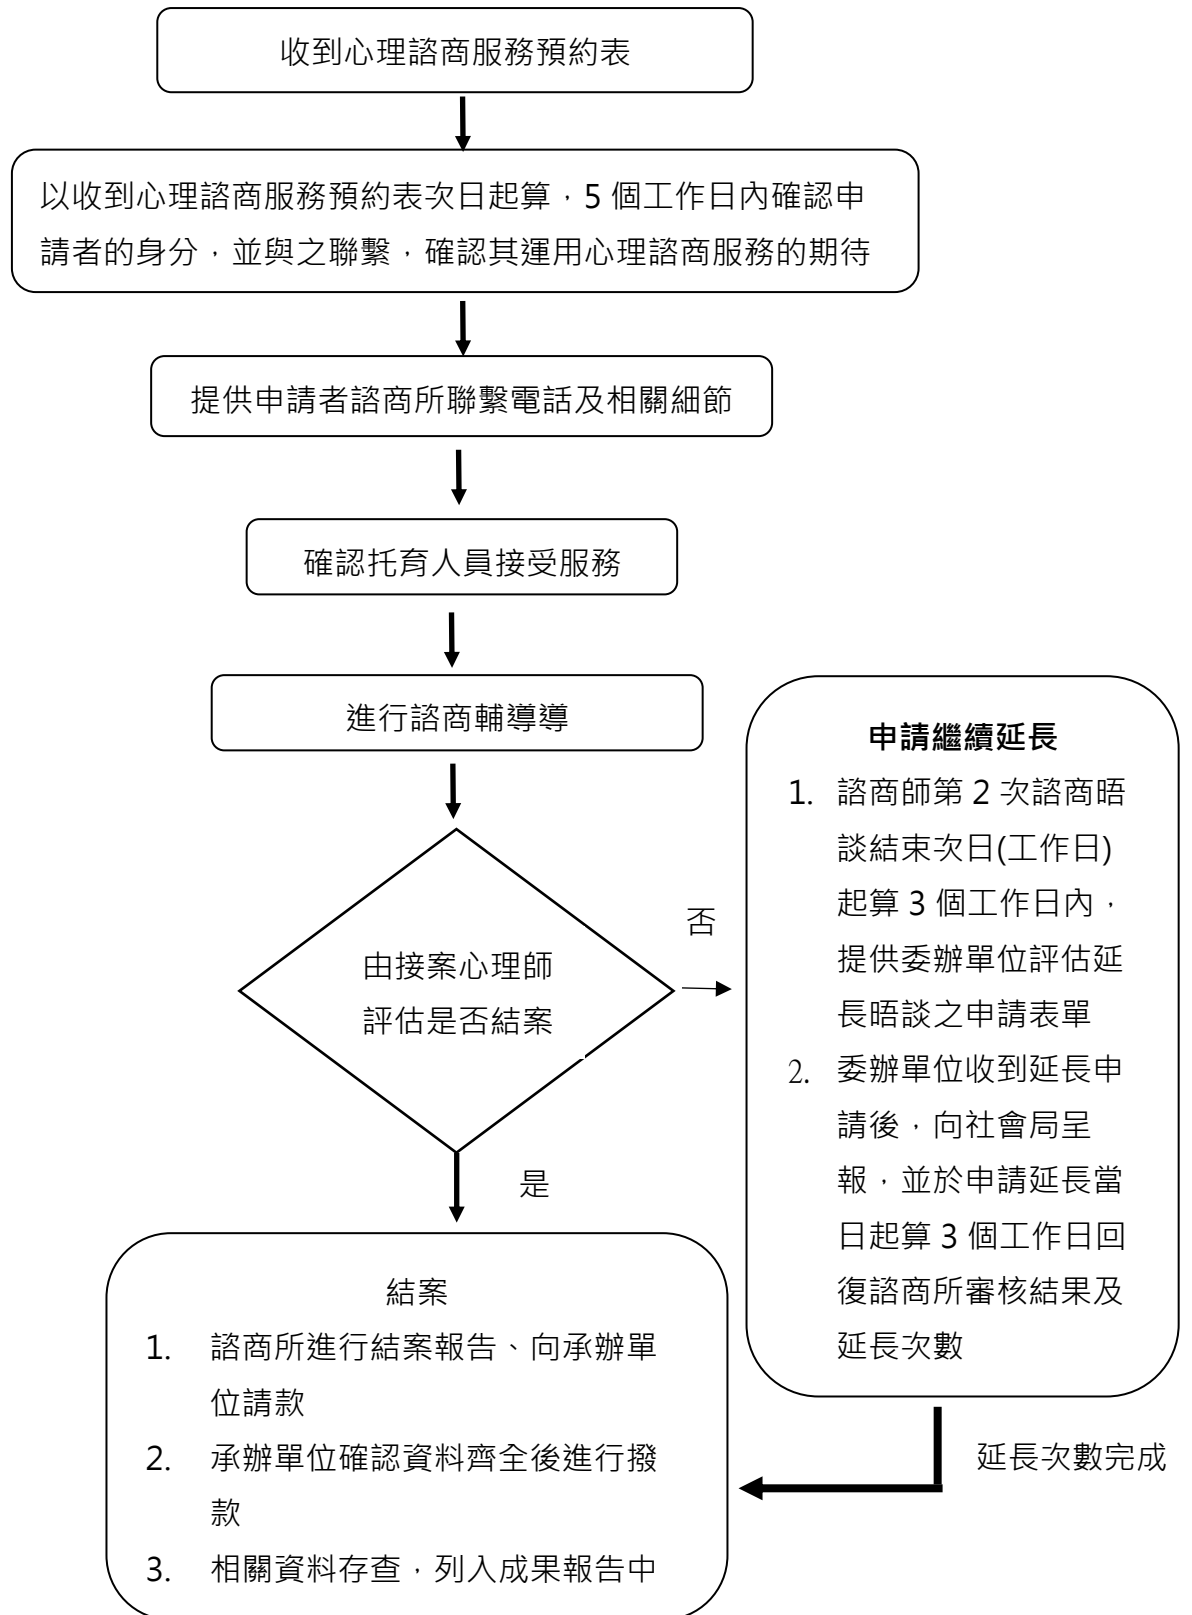 收到心理諮商服務預約表
以收到心理諮商服務預約表次日起算，5 個工作日內確認申
請者的身分，並與之聯繫，確認其運用心理諮商服務的期待
提供申請者諮商所聯繫電話及相關細節
確認托育人員接受服務
進行諮商輔導導
由接案心理師
評估是否結案
否
申請繼續延長
1. 諮商師第 2 次諮商晤
談結束次日(工作日)
起算 3 個工作日內，
提供委辦單位評估延
長晤談之申請表單
2. 委辦單位收到延長申
請後，向社會局呈
報，並於申請延長當
日起算 3 個工作日回
復諮商所審核結果及
延長次數
延長次數完成
是
結案
1. 諮商所進行結案報告、向承辦單
位請款
2. 承辦單位確認資料齊全後進行撥
款
3. 相關資料存查，列入成果報告中